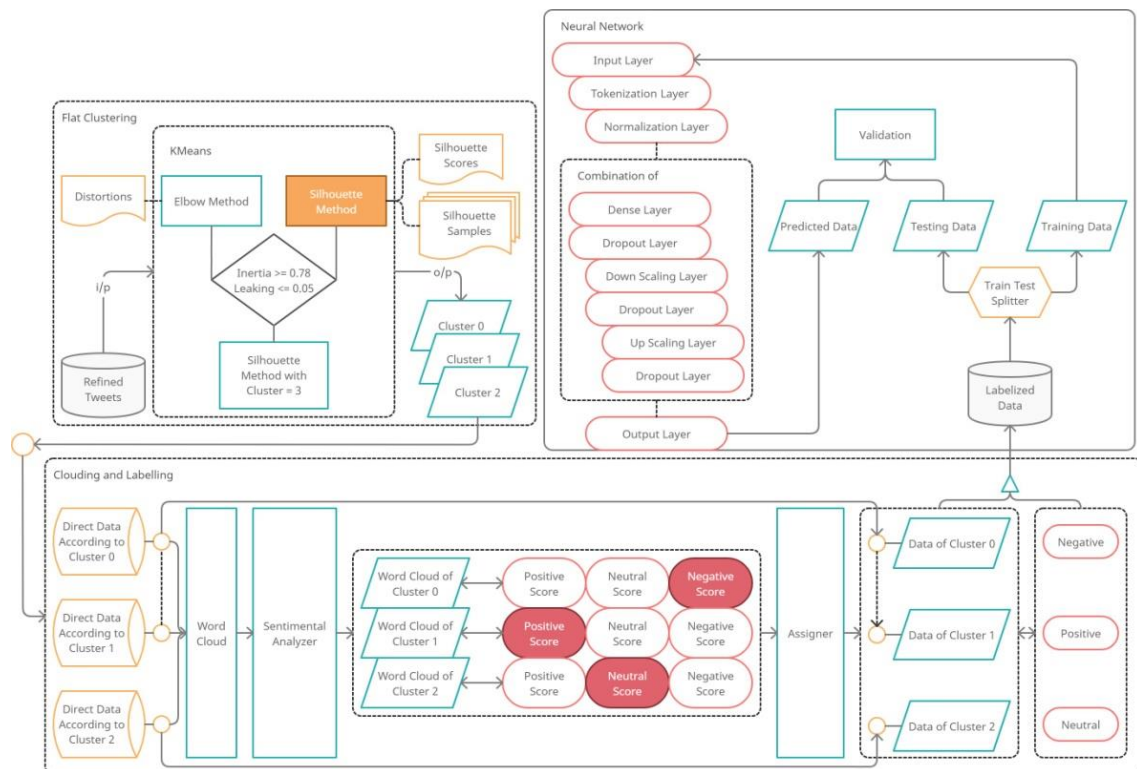 Neural Network
Input Layer
Tokenization Layer
Normalization Layer
Combination of
Dense Layer
Dropout Layer
Down Scaling Layer
Dropout Layer
Up Scaling Layer
Dropout Layer
Output Layer
Validation
Predicted Data
Testing Data
Training Data
Train Test
Splitter
Labelized
Data
Flat Clustering
KMeans
Distortions
Elbow Method
Silhouette
Method
Silhouette
Scores
Silhouette
Samples
Inertia >= 0.78
Leaking <= 0.05
i/p
o/p
Silhouette
Method with
Cluster = 3
Refined
Tweets
Cluster 0
Cluster 1
Cluster 2
Clouding and Labelling
Direct Data
According to
Cluster 0
Direct Data
According to
Cluster 1
Direct Data
According to
Cluster 2
Word
Cloud
Sentimental
Analyzer
Word Cloud of
Cluster 0
Positive
Score
Neutral
Score
Negative
Score
Word Cloud of
Cluster 1
Positive
Score
Neutral
Score
Negative
Score
Word Cloud of
Cluster 2
Positive
Score
Neutral
Score
Negative
Score
Assigner
Data of Cluster 0
Data of Cluster 1
Data of Cluster 2
Negative
Positive
Neutral